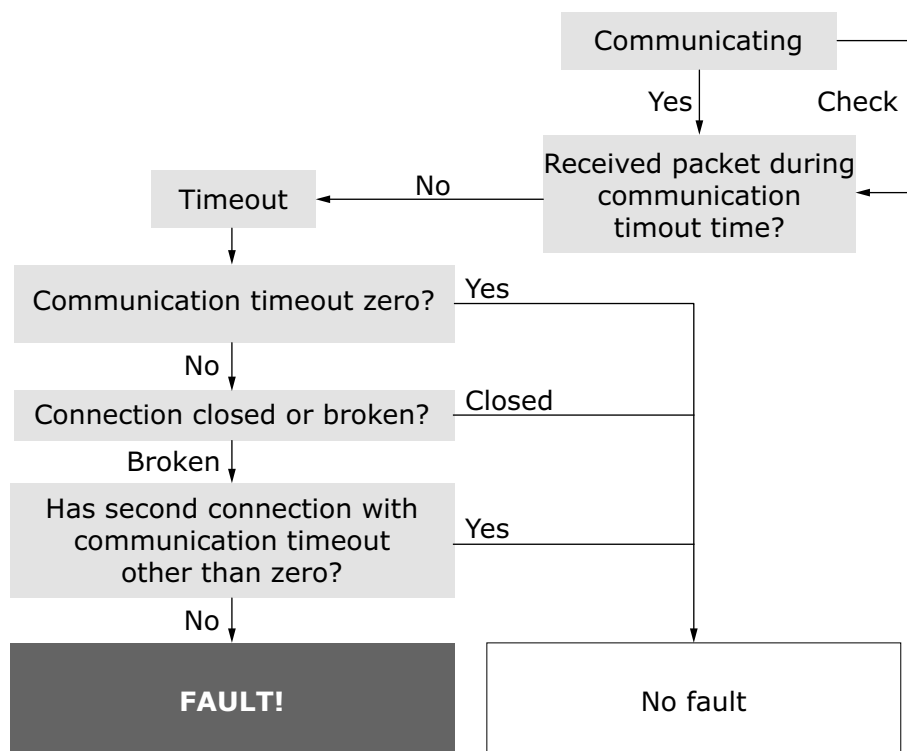 Communicating
Yes
Check
Received packet during
communication
timout time?
No
Timeout
Communication timeout zero?
Yes
No
Connection closed or broken?
Closed
Broken
Has second connection with
communication timeout
other than zero?
Yes
No
FAULT!
No fault